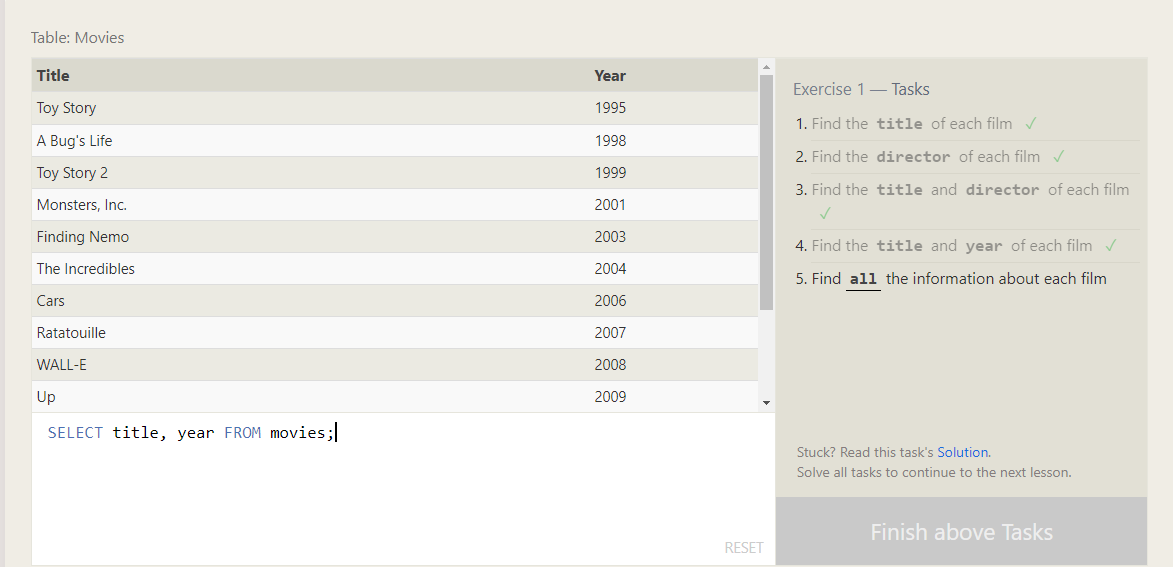 Table: Movies
Title Year
Toy Story 1995
A Bug's Life 1998
Toy Story 2 1999
Monsters, Inc. 2001
Finding Nemo 2003
The Incredibles 2004
Cars 2006
Ratatouille 2007
WALL-E 2008
Up 2009
SELECT title, year FROM movies;
RESET
Exercise 1 — Tasks
1. Find the title of each film ✓
2. Find the director of each film ✓
3. Find the title and director of each film
✓
4. Find the title and year of each film ✓
5. Find all the information about each film
Stuck? Read this task's Solution.
Solve all tasks to continue to the next lesson.
Finish above Tasks